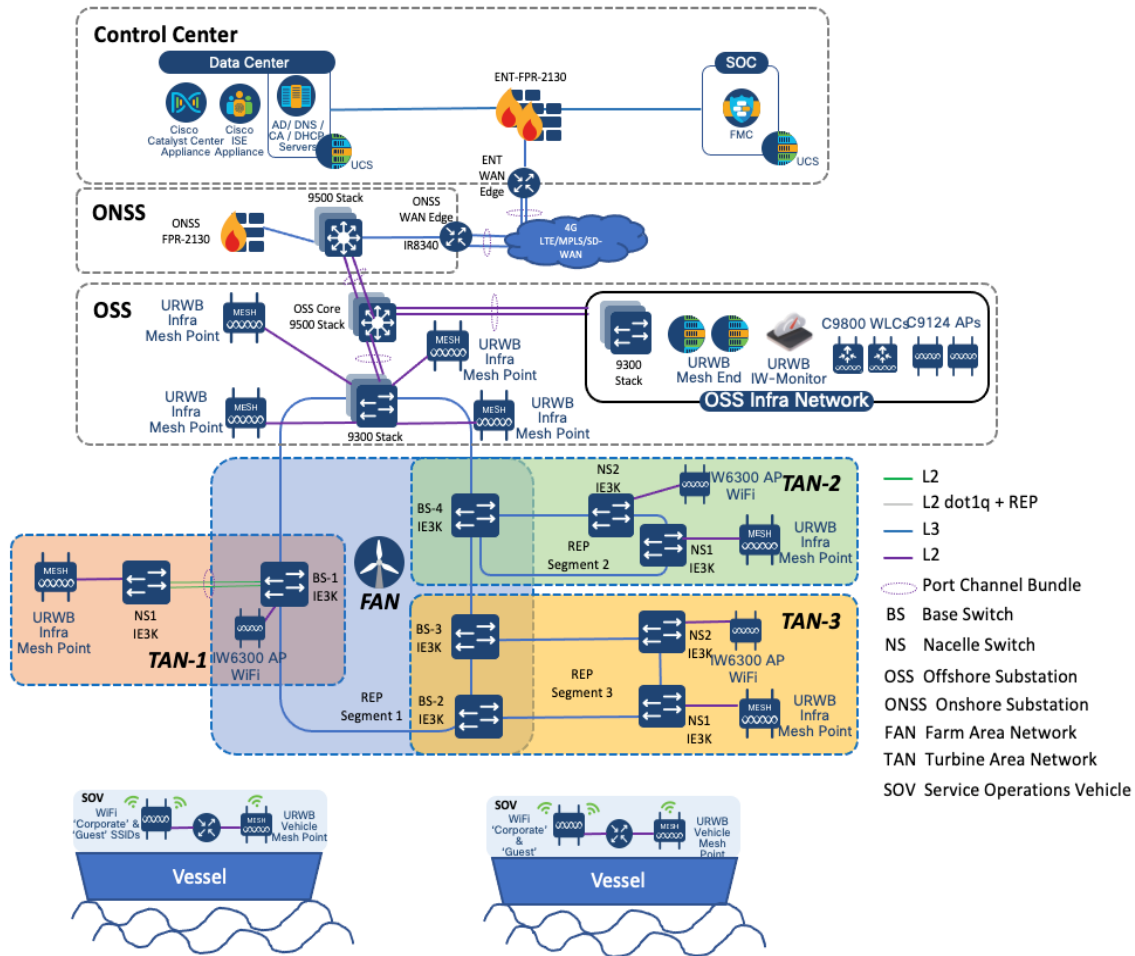 Control Center
Data Center
Cisco
Catalyst Center
Appliance
Cisco
ISE
Appliance
AD/ DNS /
CA / DHCP
Servers
UCS
ENT-FPR-2130
SOC
FMC
UCS
ENT
WAN
Edge
ONSS
ONSS
FPR-2130
9500 Stack
ONSS
WAN Edge
IR8340
4G
LTE/MPLS/SD-
WAN
OSS
URWB
Infra
Mesh Point
MESH
OSS Core
9500 Stack
MESH
URWB
Infra
Mesh Point
URWB
Infra
Mesh Point
MESH
9300 Stack
MESH
URWB
Infra
Mesh Point
9300
Stack
URWB
Mesh End
URWB
IW-Monitor
C9800 WLCs
C9124 APs
OSS Infra Network
TAN-2
NS2
IE3K
IW6300 AP
WiFi
BS-4
IE3K
REP
Segment 2
NS1
IE3K
MESH
URWB
Infra
Mesh Point
MESH
URWB
Infra
Mesh Point
NS1
IE3K
TAN-1
BS-1
IE3K
IW6300 AP
WiFi
FAN
TAN-3
BS-3
IE3K
NS2
IE3K
IW6300 AP
WiFi
REP
Segment 1
BS-2
IE3K
REP
Segment 3
NS1
IE3K
MESH
URWB
Infra
Mesh Point
L2
L2 dot1q + REP
L3
L2
Port Channel Bundle
BS Base Switch
NS Nacelle Switch
OSS Offshore Substation
ONSS Onshore Substation
FAN Farm Area Network
TAN Turbine Area Network
SOV Service Operations Vehicle
SOV
WiFi
'Corporate' &
'Guest' SSIDs
MESH
URWB
Vehicle
Mesh Point
Vessel
SOV
WiFi
'Corporate'
&
'Guest'
MESH
URWB
Vehicle
Mesh
Point
Vessel